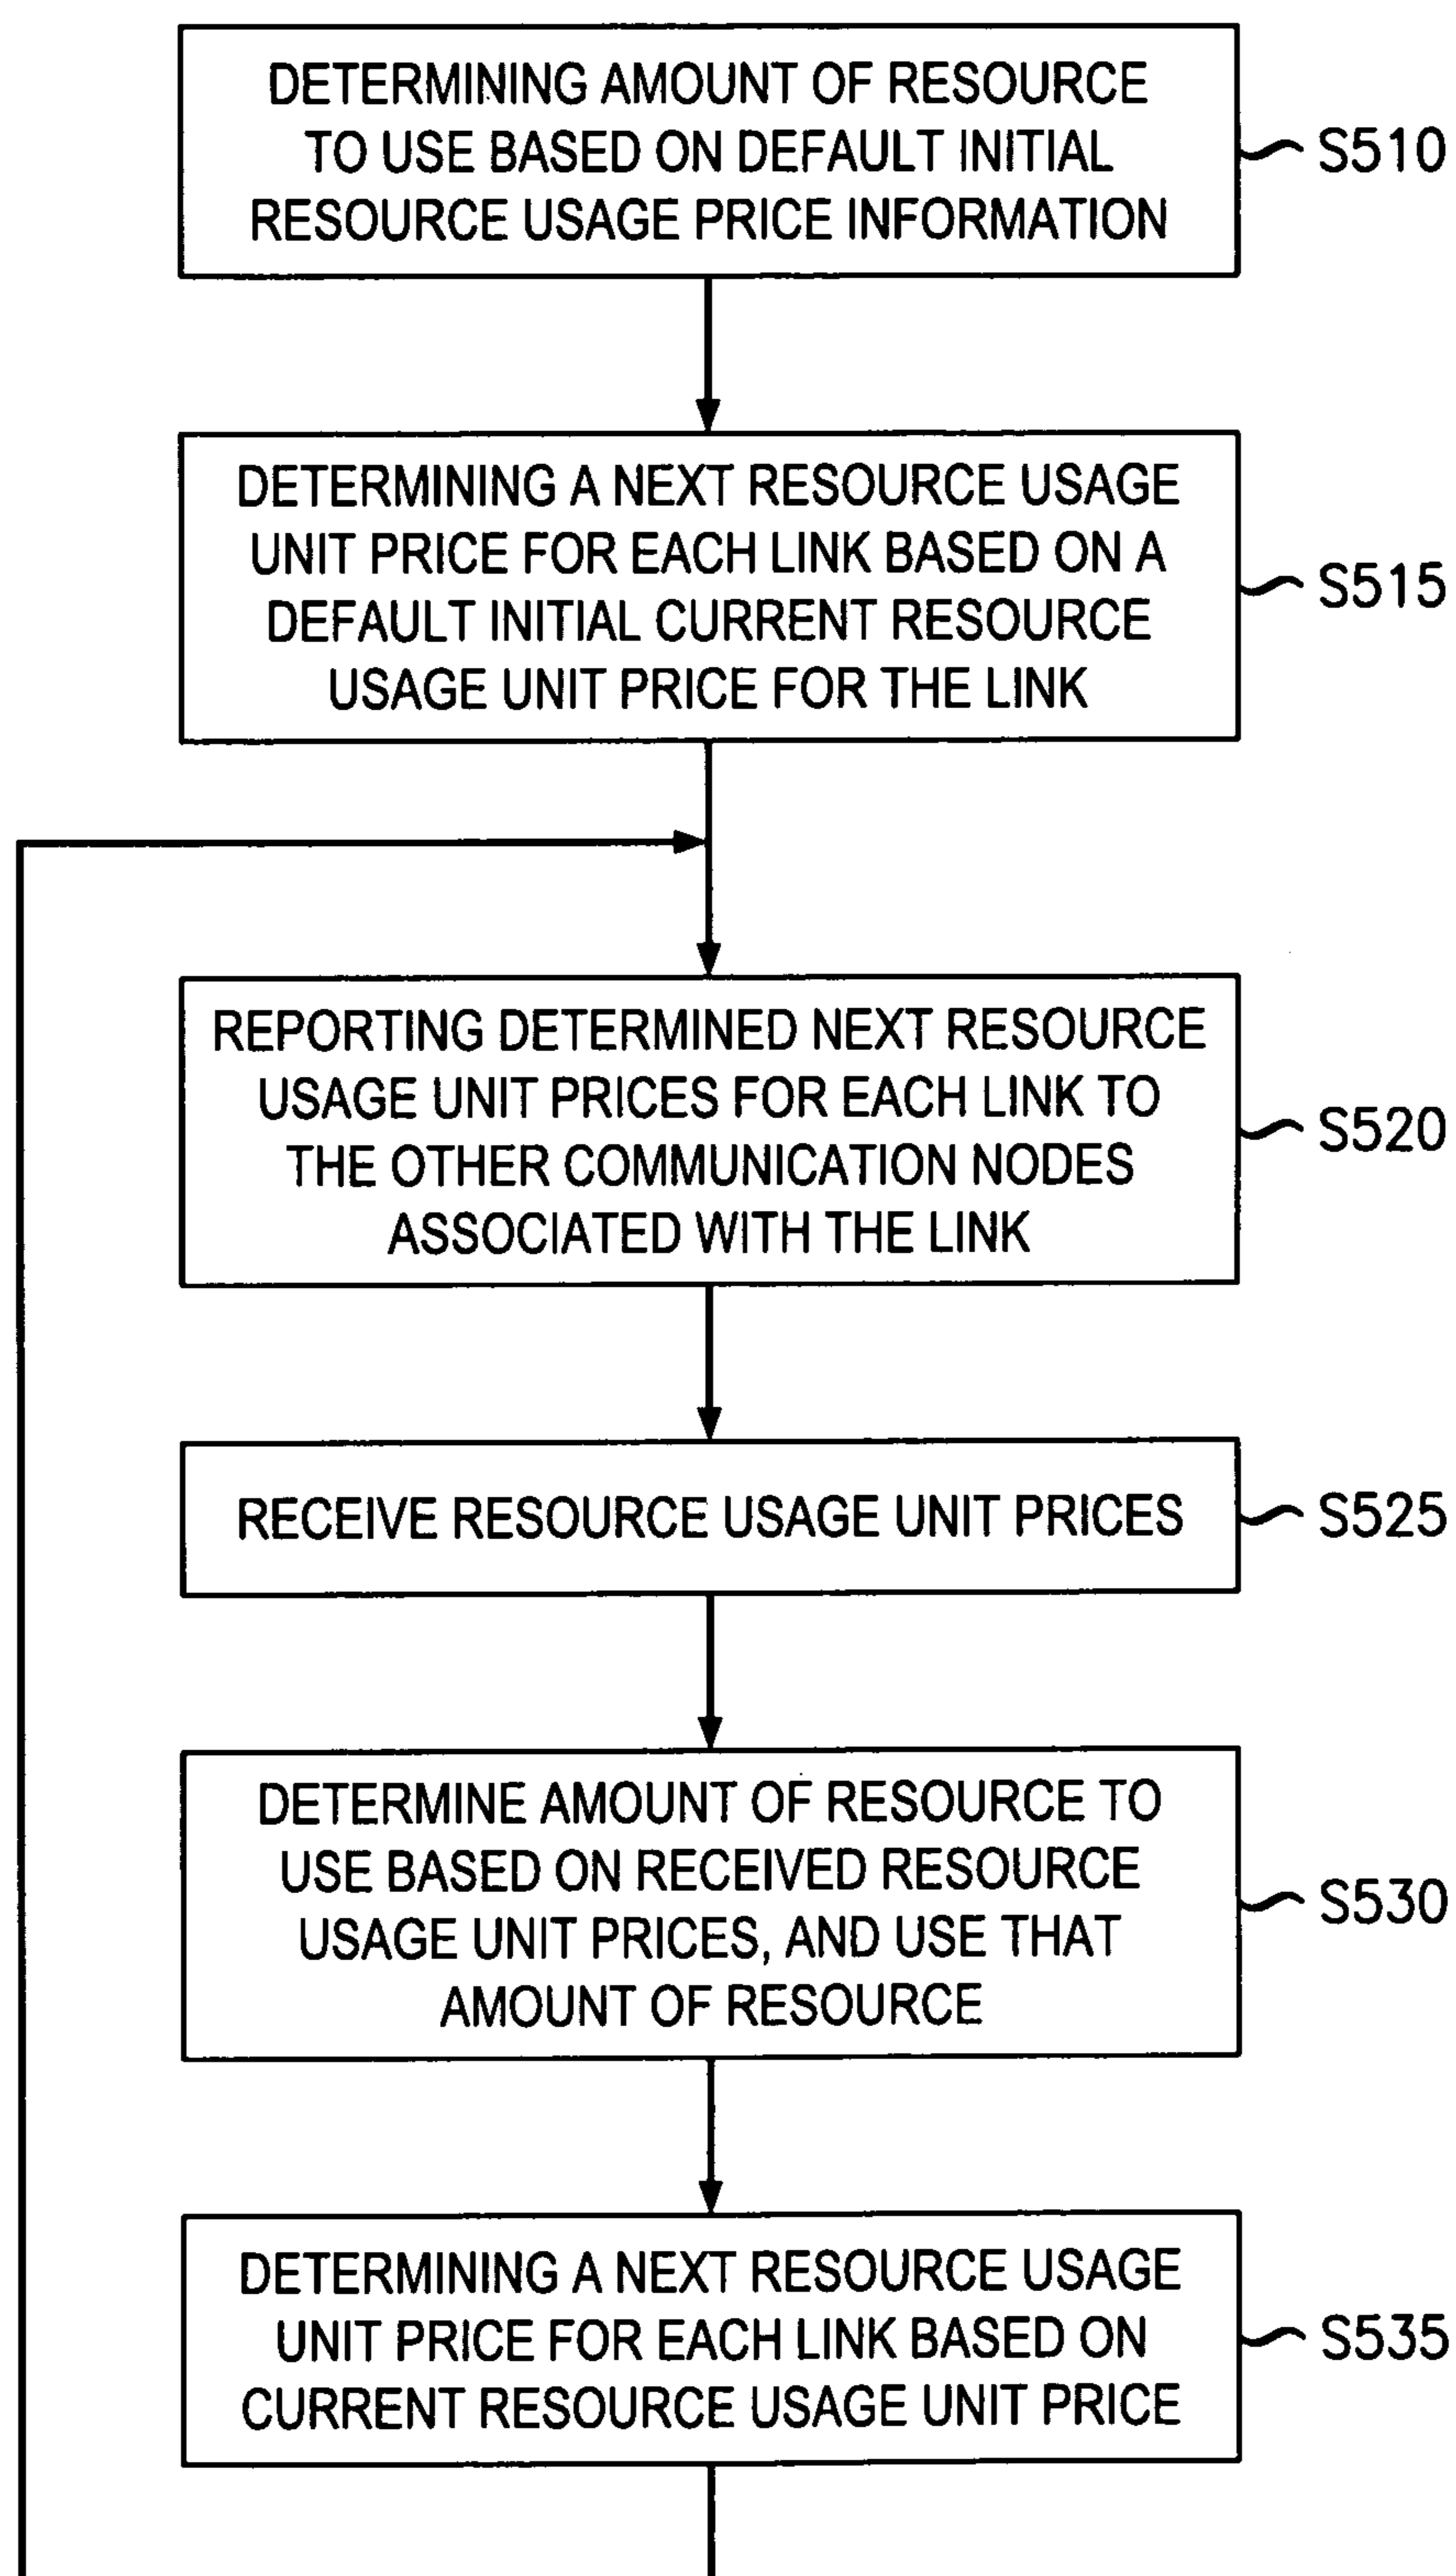 DETERMINING AMOUNT OF RESOURCE
TO USE BASED ON DEFAULT INITIAL
RESOURCE USAGE PRICE INFORMATION
S510
DETERMINING A NEXT RESOURCE USAGE
UNIT PRICE FOR EACH LINK BASED ON A
DEFAULT INITIAL CURRENT RESOURCE
USAGE UNIT PRICE FOR THE LINK
S515
REPORTING DETERMINED NEXT RESOURCE
USAGE UNIT PRICES FOR EACH LINK TO
THE OTHER COMMUNICATION NODES
ASSOCIATED WITH THE LINK
S520
RECEIVE RESOURCE USAGE UNIT PRICES
S525
DETERMINE AMOUNT OF RESOURCE TO
USE BASED ON RECEIVED RESOURCE
USAGE UNIT PRICES, AND USE THAT
AMOUNT OF RESOURCE
S530
DETERMINING A NEXT RESOURCE USAGE
UNIT PRICE FOR EACH LINK BASED ON
CURRENT RESOURCE USAGE UNIT PRICE
S535